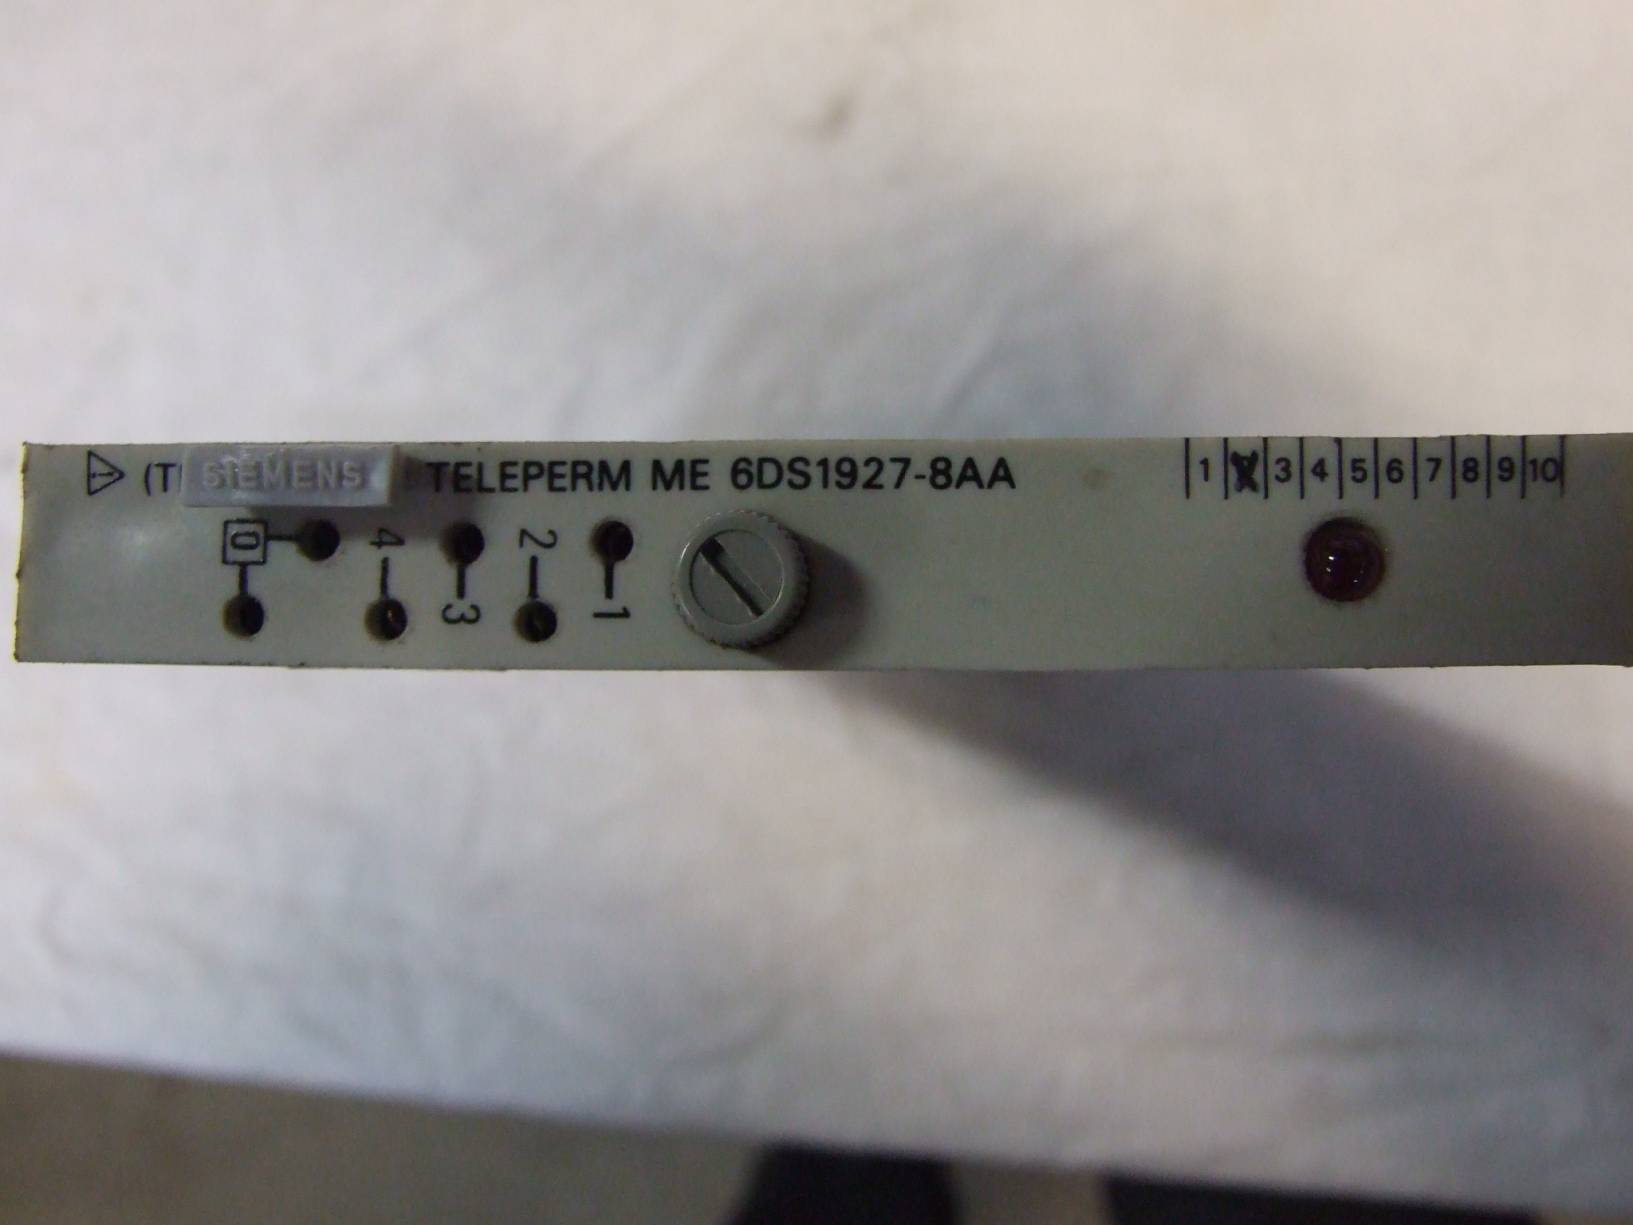 (T SIEMENS TELEPERM ME 6DS1927-8AA
1 3 4 5 6 7 8 9 10
0 4 3 2 1